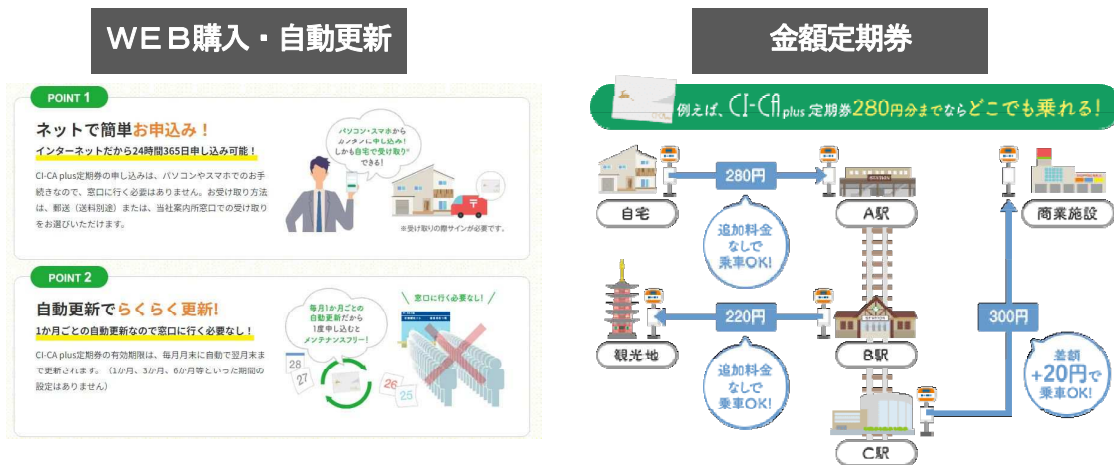 WEB購入・自動更新
POINT 1
ネットで簡単お申込み！
インターネットだから24時間365日申し込み可能！
CI-CA plus定期券の申し込みは、パソコンやスマホでのお手
続きなので、窓口に行く必要はありません。お受け取り方法
は、郵送（送料別途）または、当社案内所窓口での受け取り
をお選びいただけます。
パソコン・スマホから
カンタンに申し込み!
しかも自宅で受け取り※
できる!
※受け取りの際サインが必要です。
POINT 2
自動更新でらくらく更新!
1か月ごとの自動更新なので窓口に行く必要なし！
CI-CA plus定期券の有効期限は、毎月月末に自動で翌月末ま
で更新されます。（1か月、3か月、6か月等といった期間の
設定はありません）
毎月1か月ごとの
自動更新だから
1度申し込むと
メンテナンスフリー!
窓口に行く必要なし!
28
27
26
25
金額定期券
例えば、CI-CA plus 定期券280円分までならどこでも乗れる!
自宅
280円
A駅
商業施設
追加料金
なしで
乗車OK!
観光地
220円
B駅
300円
追加料金
なしで
乗車OK!
差額
+20円で
乗車OK!
C駅